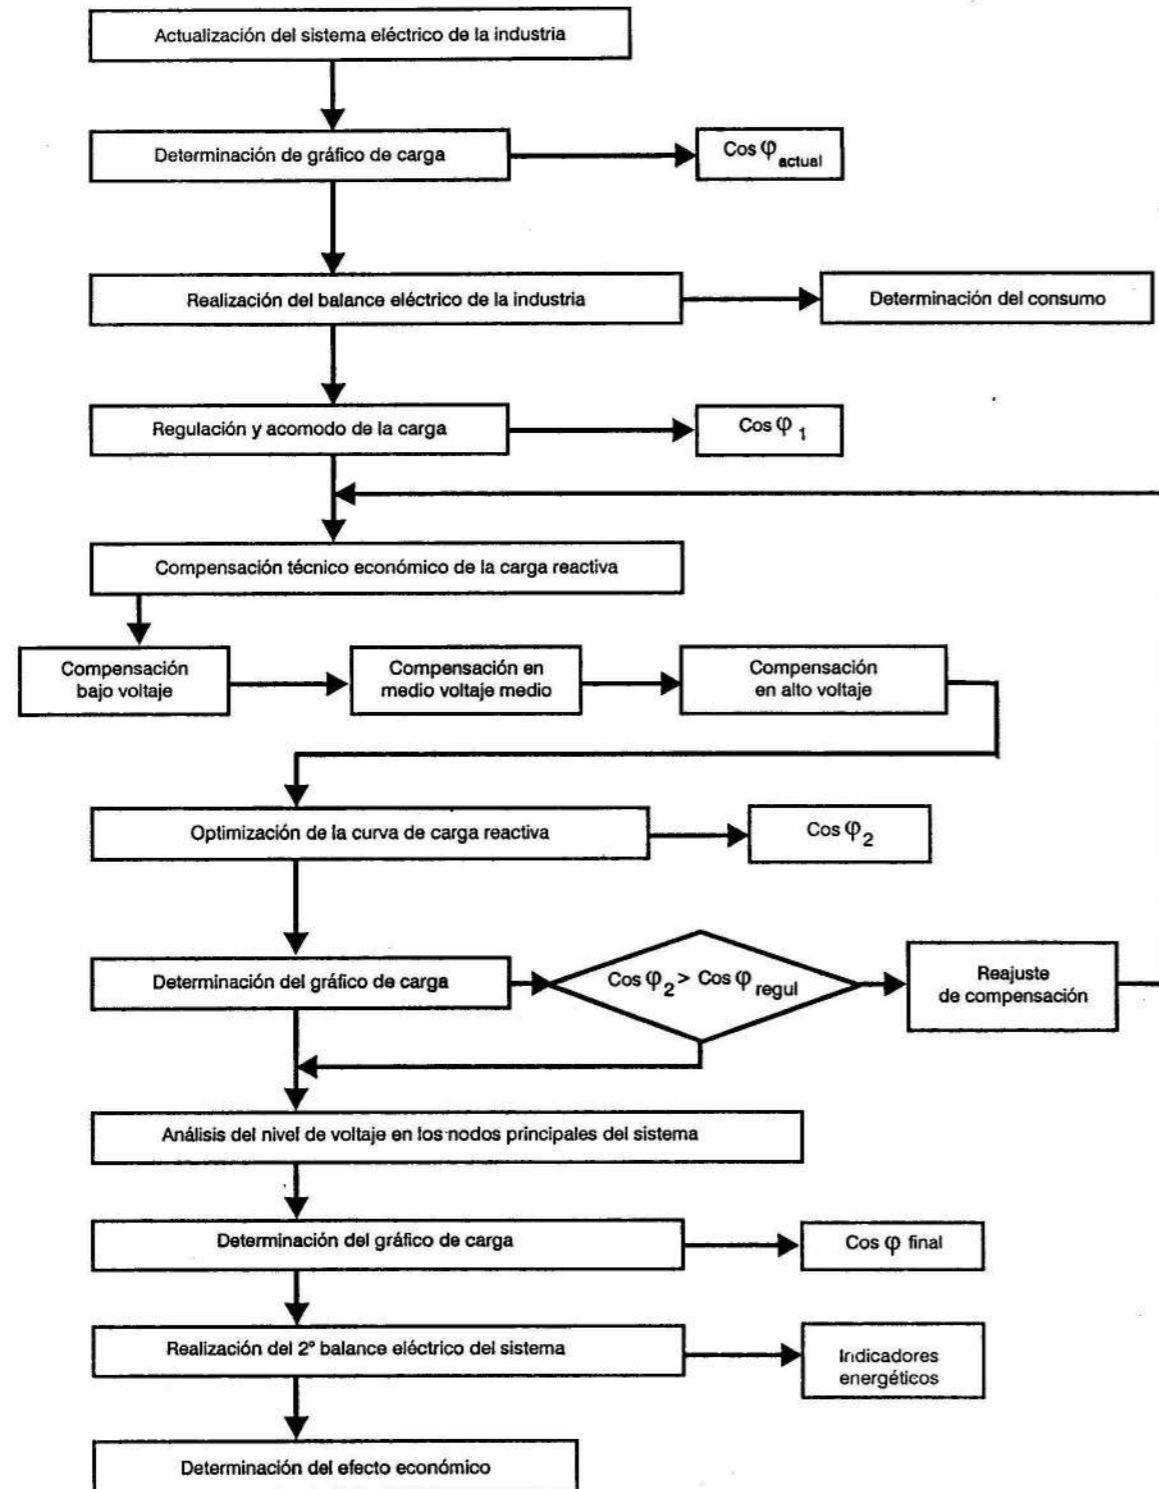 Actualización del sistema eléctrico de la industria
Determinación de gráfico de carga
Cos φ actual
Realización del balance eléctrico de la industria
Determinación del consumo
Regulación y acomodo de la carga
Cos φ 1
Compensación técnico económico de la carga reactiva
Compensación
bajo voltaje
Compensación en
medio voltaje medio
Compensación
en alto voltaje
Optimización de la curva de carga reactiva
Cos φ 2
Determinación del gráfico de carga
Cos φ 2 > Cos φ regul
Reajuste
de compensación
Análisis del nivel de voltaje en los nodos principales del sistema
Determinación del gráfico de carga
Cos φ final
Realización del 2° balance eléctrico del sistema
Indicadores
energéticos
Determinación del efecto económico